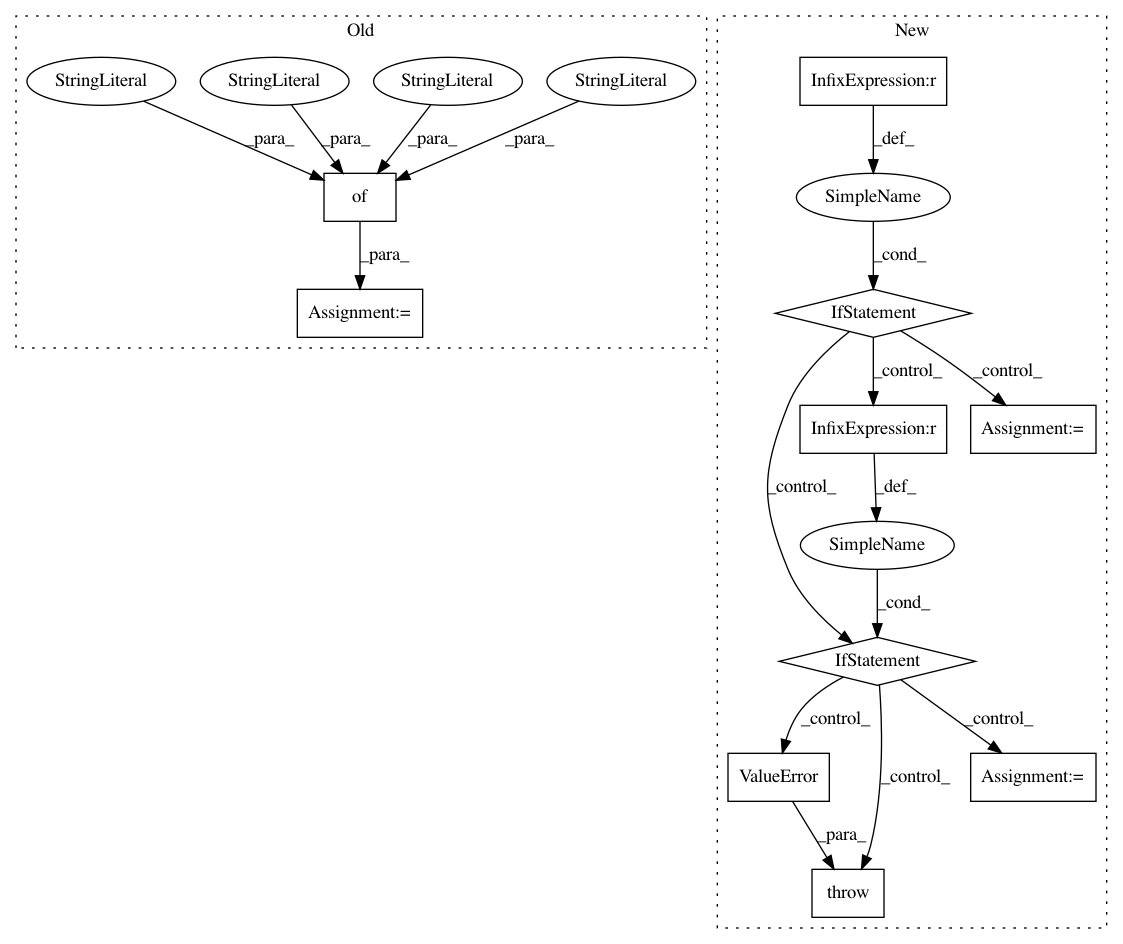 Old
New
StringLiteral
StringLiteral
StringLiteral
StringLiteral
InfixExpression:r
_para_
_para_
_para_
_para_
_def_
of
SimpleName
_para_
_cond_
Assignment:=
IfStatement
_control_
_control_
InfixExpression:r
Assignment:=
_control_
_def_
SimpleName
_cond_
IfStatement
_control_
_control_
_control_
ValueError
Assignment:=
_para_
throw